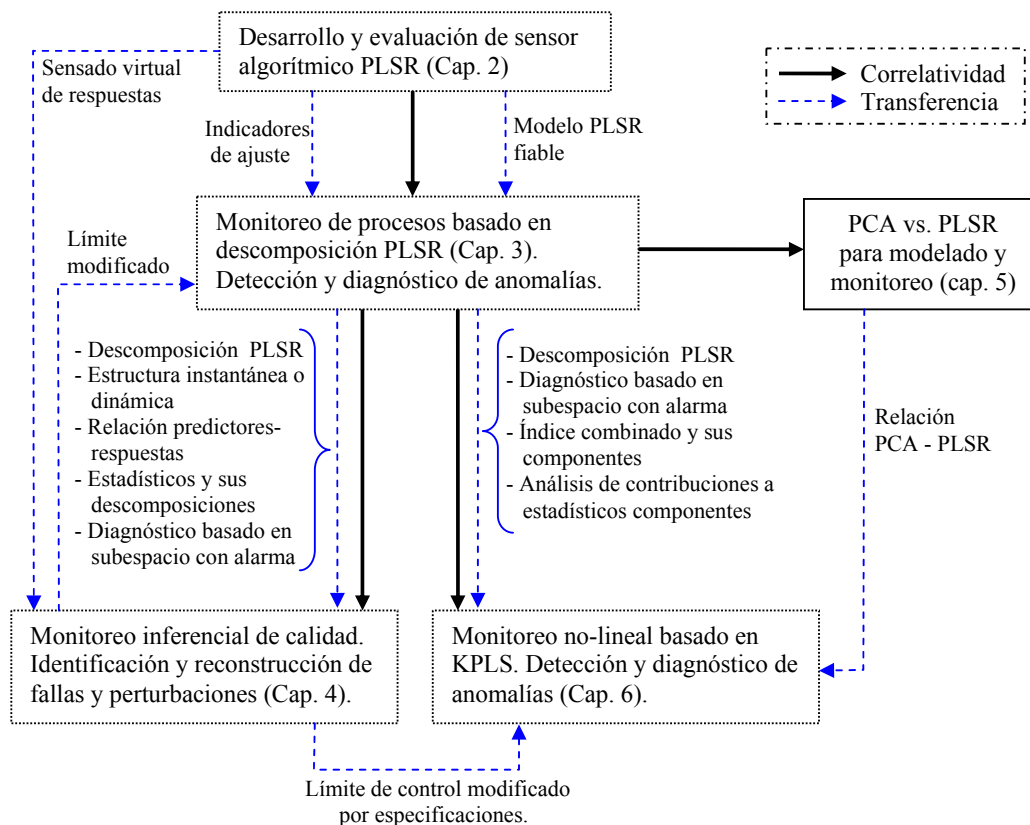 Desarrollo y evaluación de sensor
algorítmico PLSR (Cap. 2)
Correlatividad
Transferencia
Sensado virtual
de respuestas
Indicadores
de ajuste
Modelo PLSR
fiable
Monitoreo de procesos basado en
descomposición PLSR (Cap. 3).
Detección y diagnóstico de anomalías.
PCA vs. PLSR
para modelado y
monitoreo (cap. 5)
Límite
modificado
- Descomposición PLSR
- Estructura instantánea o
dinámica
- Relación predictores-
respuestas
- Estadísticos y sus
descomposiciones
- Diagnóstico basado en
subespacio con alarma
- Descomposición PLSR
- Diagnóstico basado en
subespacio con alarma
- Índice combinado y sus
componentes
- Análisis de contribuciones a
estadísticos componentes
Relación
PCA - PLSR
Monitoreo inferencial de calidad.
Identificación y reconstrucción de
fallas y perturbaciones (Cap. 4).
Monitoreo no-lineal basado en
KPLS. Detección y diagnóstico de
anomalías (Cap. 6).
Límite de control modificado
por especificaciones.